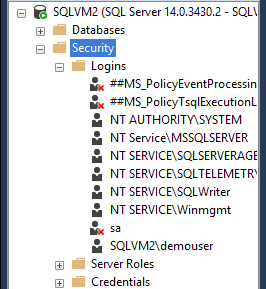 SQLVM2 (SQL Server 14.0.3430.2 - SQLV
Databases
Security
Logins
##MS_PolicyEventProcessin
##MS_PolicyTsqlExecutionL
NT AUTHORITY\SYSTEM
NT Service\MSSQLSERVER
NT SERVICE\SQLSERVERAGE
NT SERVICE\SQLTELEMETRY
NT SERVICE\SQLWriter
NT SERVICE\Winmgmt
sa
SQLVM2\demouser
Server Roles
Credentials